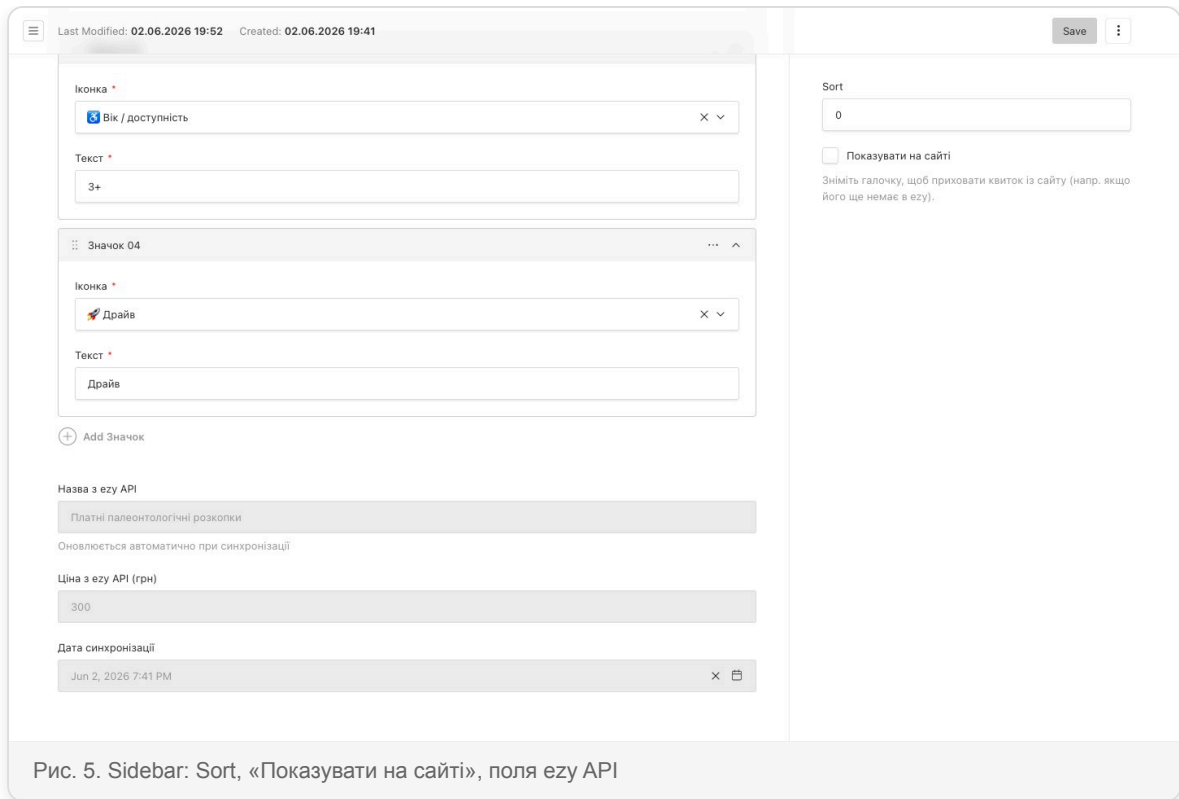 Last Modified: 02.06.2026 19:52 Created: 02.06.2026 19:41
Save
Іконка *
♿ Вік / доступність
Текст *
3+
Sort
0
Показувати на сайті
Зніміть галочку, щоб приховати квиток із сайту (напр. якщо
його ще немає в ezy).
Значок 04
Іконка *
🚀 Драйв
Текст *
Драйв
Add Значок
Назва з ezy API
Платні палеонтологічні розкопки
Оновлюється автоматично при синхронізації
Ціна з ezy API (грн)
300
Дата синхронізації
Jun 2, 2026 7:41 PM
Рис. 5. Sidebar: Sort, «Показувати на сайті», поля ezy API